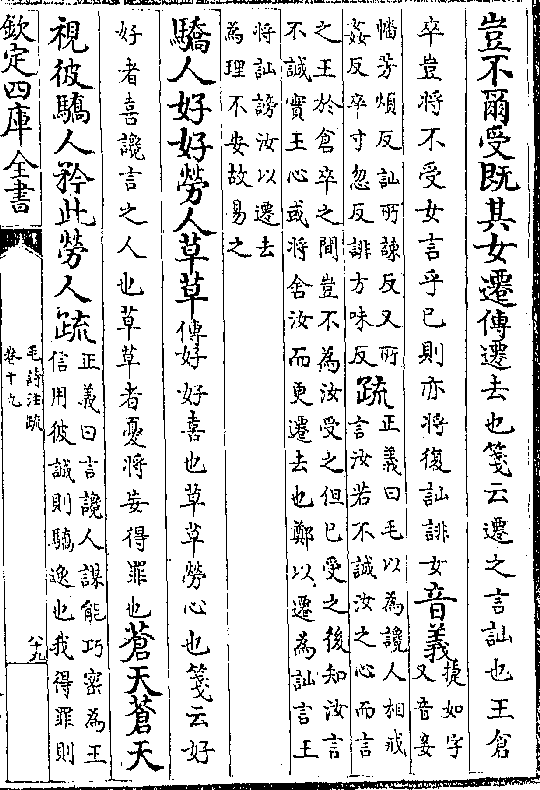 豈不爾受既其女遷傳遷去也箋云遷之言訕也王倉
卒豈將不受女言乎已則亦將復訕誹女音義捷如字
又音妾
幡芳煩反訕所諫反又所
姦反卒寸忽反誹方味反疏正義曰毛以為讒人相戒
言汝若不誠汝之心而言
之王於倉卒之間豈不為汝受之但已受之後知汝言
不誠實王心或將舍汝而更遷去也鄭以遷為訕言王
將訕謗汝以遷去
為理不安故易之
驕人好好勞人草草傳好好喜也草草勞心也箋云好
好者喜讒言之人也草草者憂將妄得罪也蒼天蒼天
視彼驕人矜此勞人疏正義曰言讒人謀能巧密為王
信用彼誠則驕逸也我得罪則
欽定四庫全書
毛詩注疏
卷十九
八十九